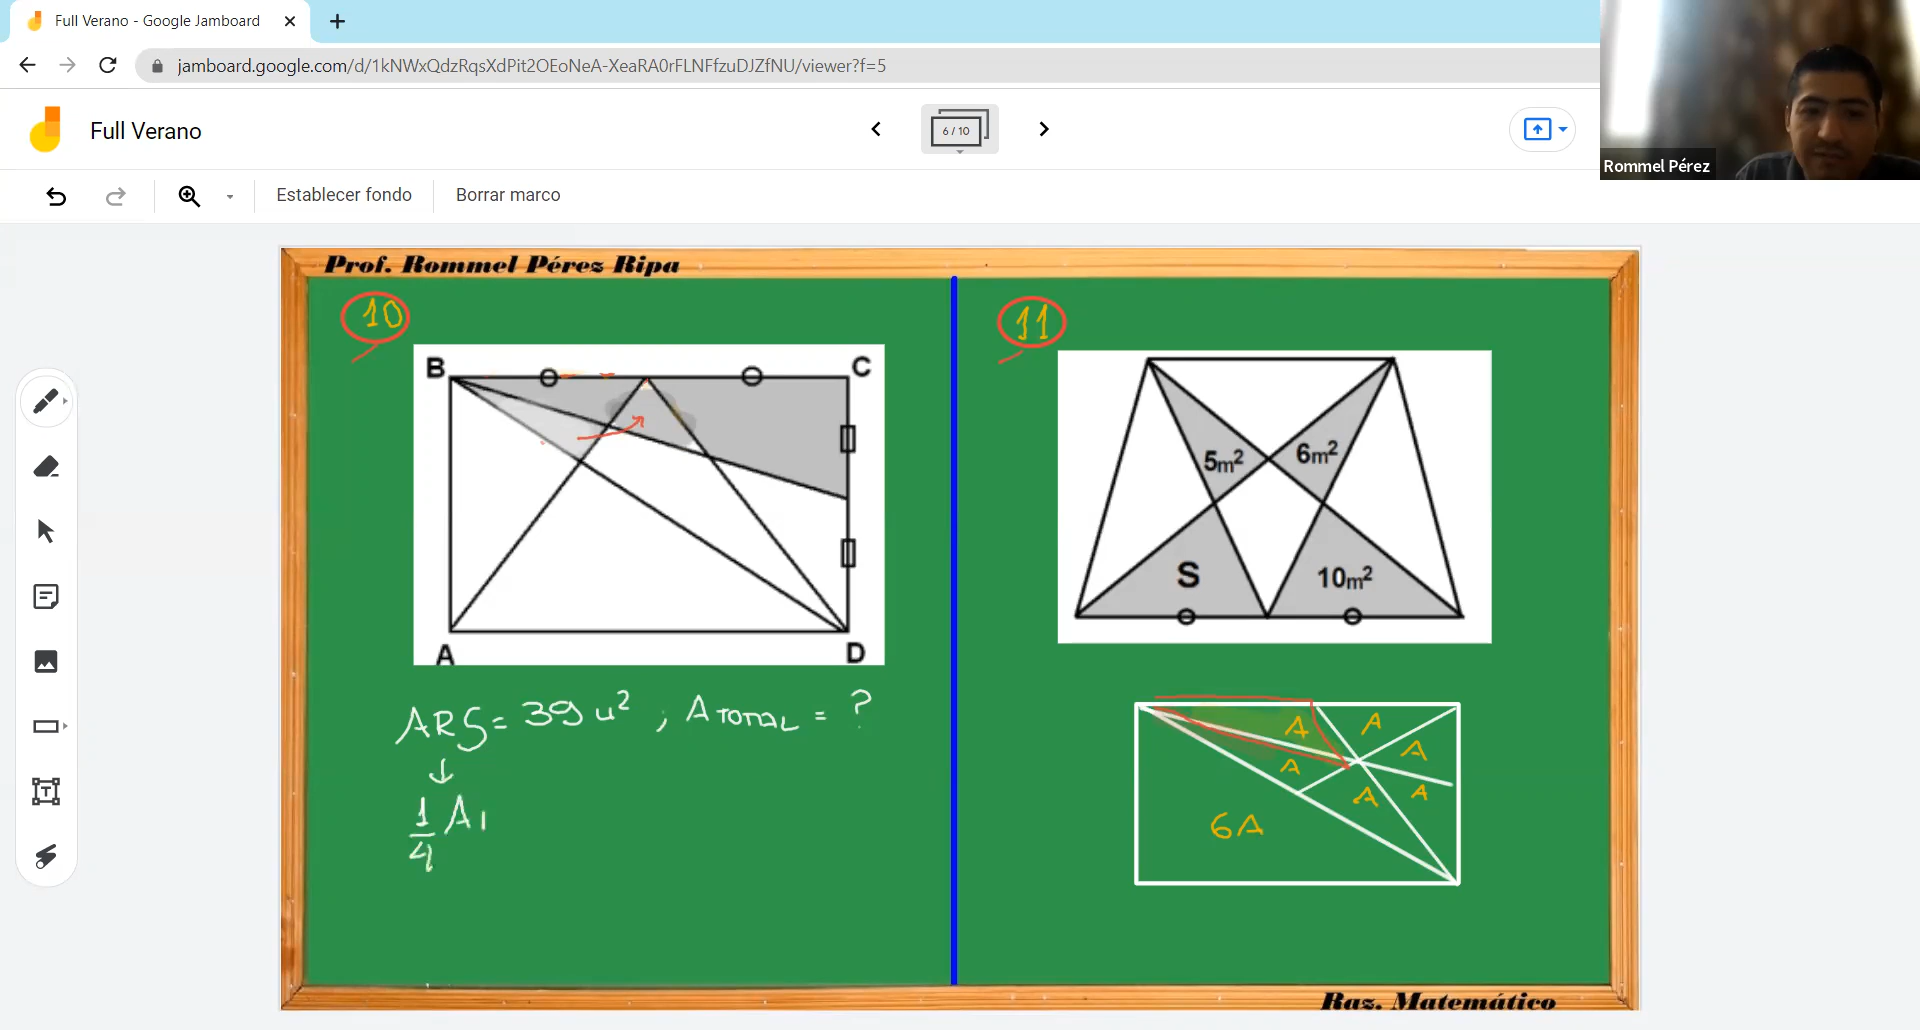 Full Verano - Google Jamboard
jamboard.google.com/d/1kNWxQdzRqsXdPit2OEoNeA-XeaRA0rFLNFfzuDJZfNU/viewer?f=5
Rommel Pérez
Full Verano
6 / 10
Establecer fondo
Borrar marco
Prof. Rommel Pérez Ripa
10
B
C
A
D
ARS = 39 u² ; A TOTAL = ?
↓
1/4 A1
11
5m² 6m²
S 10m²
A A
A A
A A
6A
Raz. Matemático